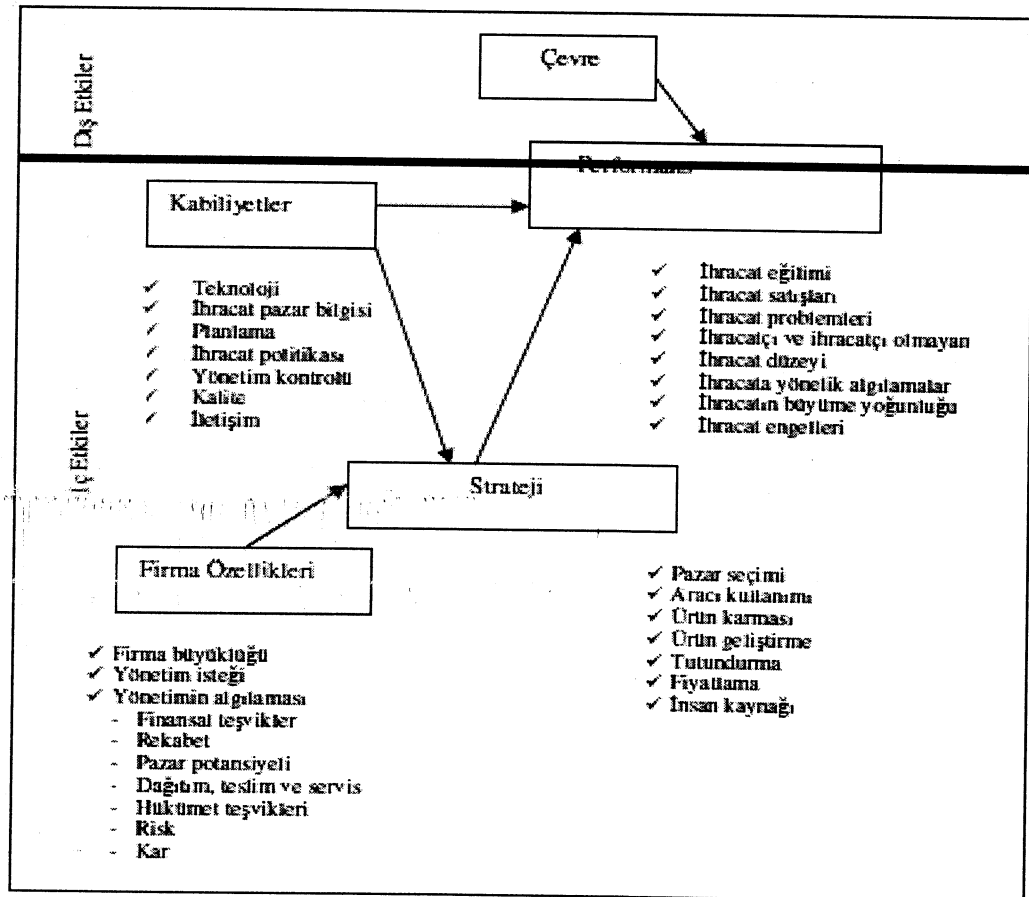 Dış Etkiler
Çevre
Performans
Kabiliyetler
✓ Teknoloji
✓ İhracat pazar bilgisi
✓ Planlama
✓ İhracat politikası
✓ Yönetim kontrolü
✓ Kalite
✓ İletişim
✓ İhracat eğitimi
✓ İhracat satışları
✓ İhracat problemleri
✓ İhracatçı ve ihracatçı olmayan
✓ İhracat düzeyi
✓ İhracata yönelik algılamalar
✓ İhracatın büyüme yoğunluğu
✓ İhracat engelleri
İç Etkiler
Strateji
Firma Özellikleri
✓ Firma büyüklüğü
✓ Yönetim isteği
✓ Yönetimin algılaması
- Finansal teşvikler
- Rekabet
- Pazar potansiyeli
- Dağıtım, teslim ve servis
- Hükümet teşvikleri
- Risk
- Kar
✓ Pazar seçimi
✓ Aracı kullanımı
✓ Ürün karması
✓ Ürün geliştirme
✓ Tutundurma
✓ Fiyatlama
✓ İnsan kaynağı